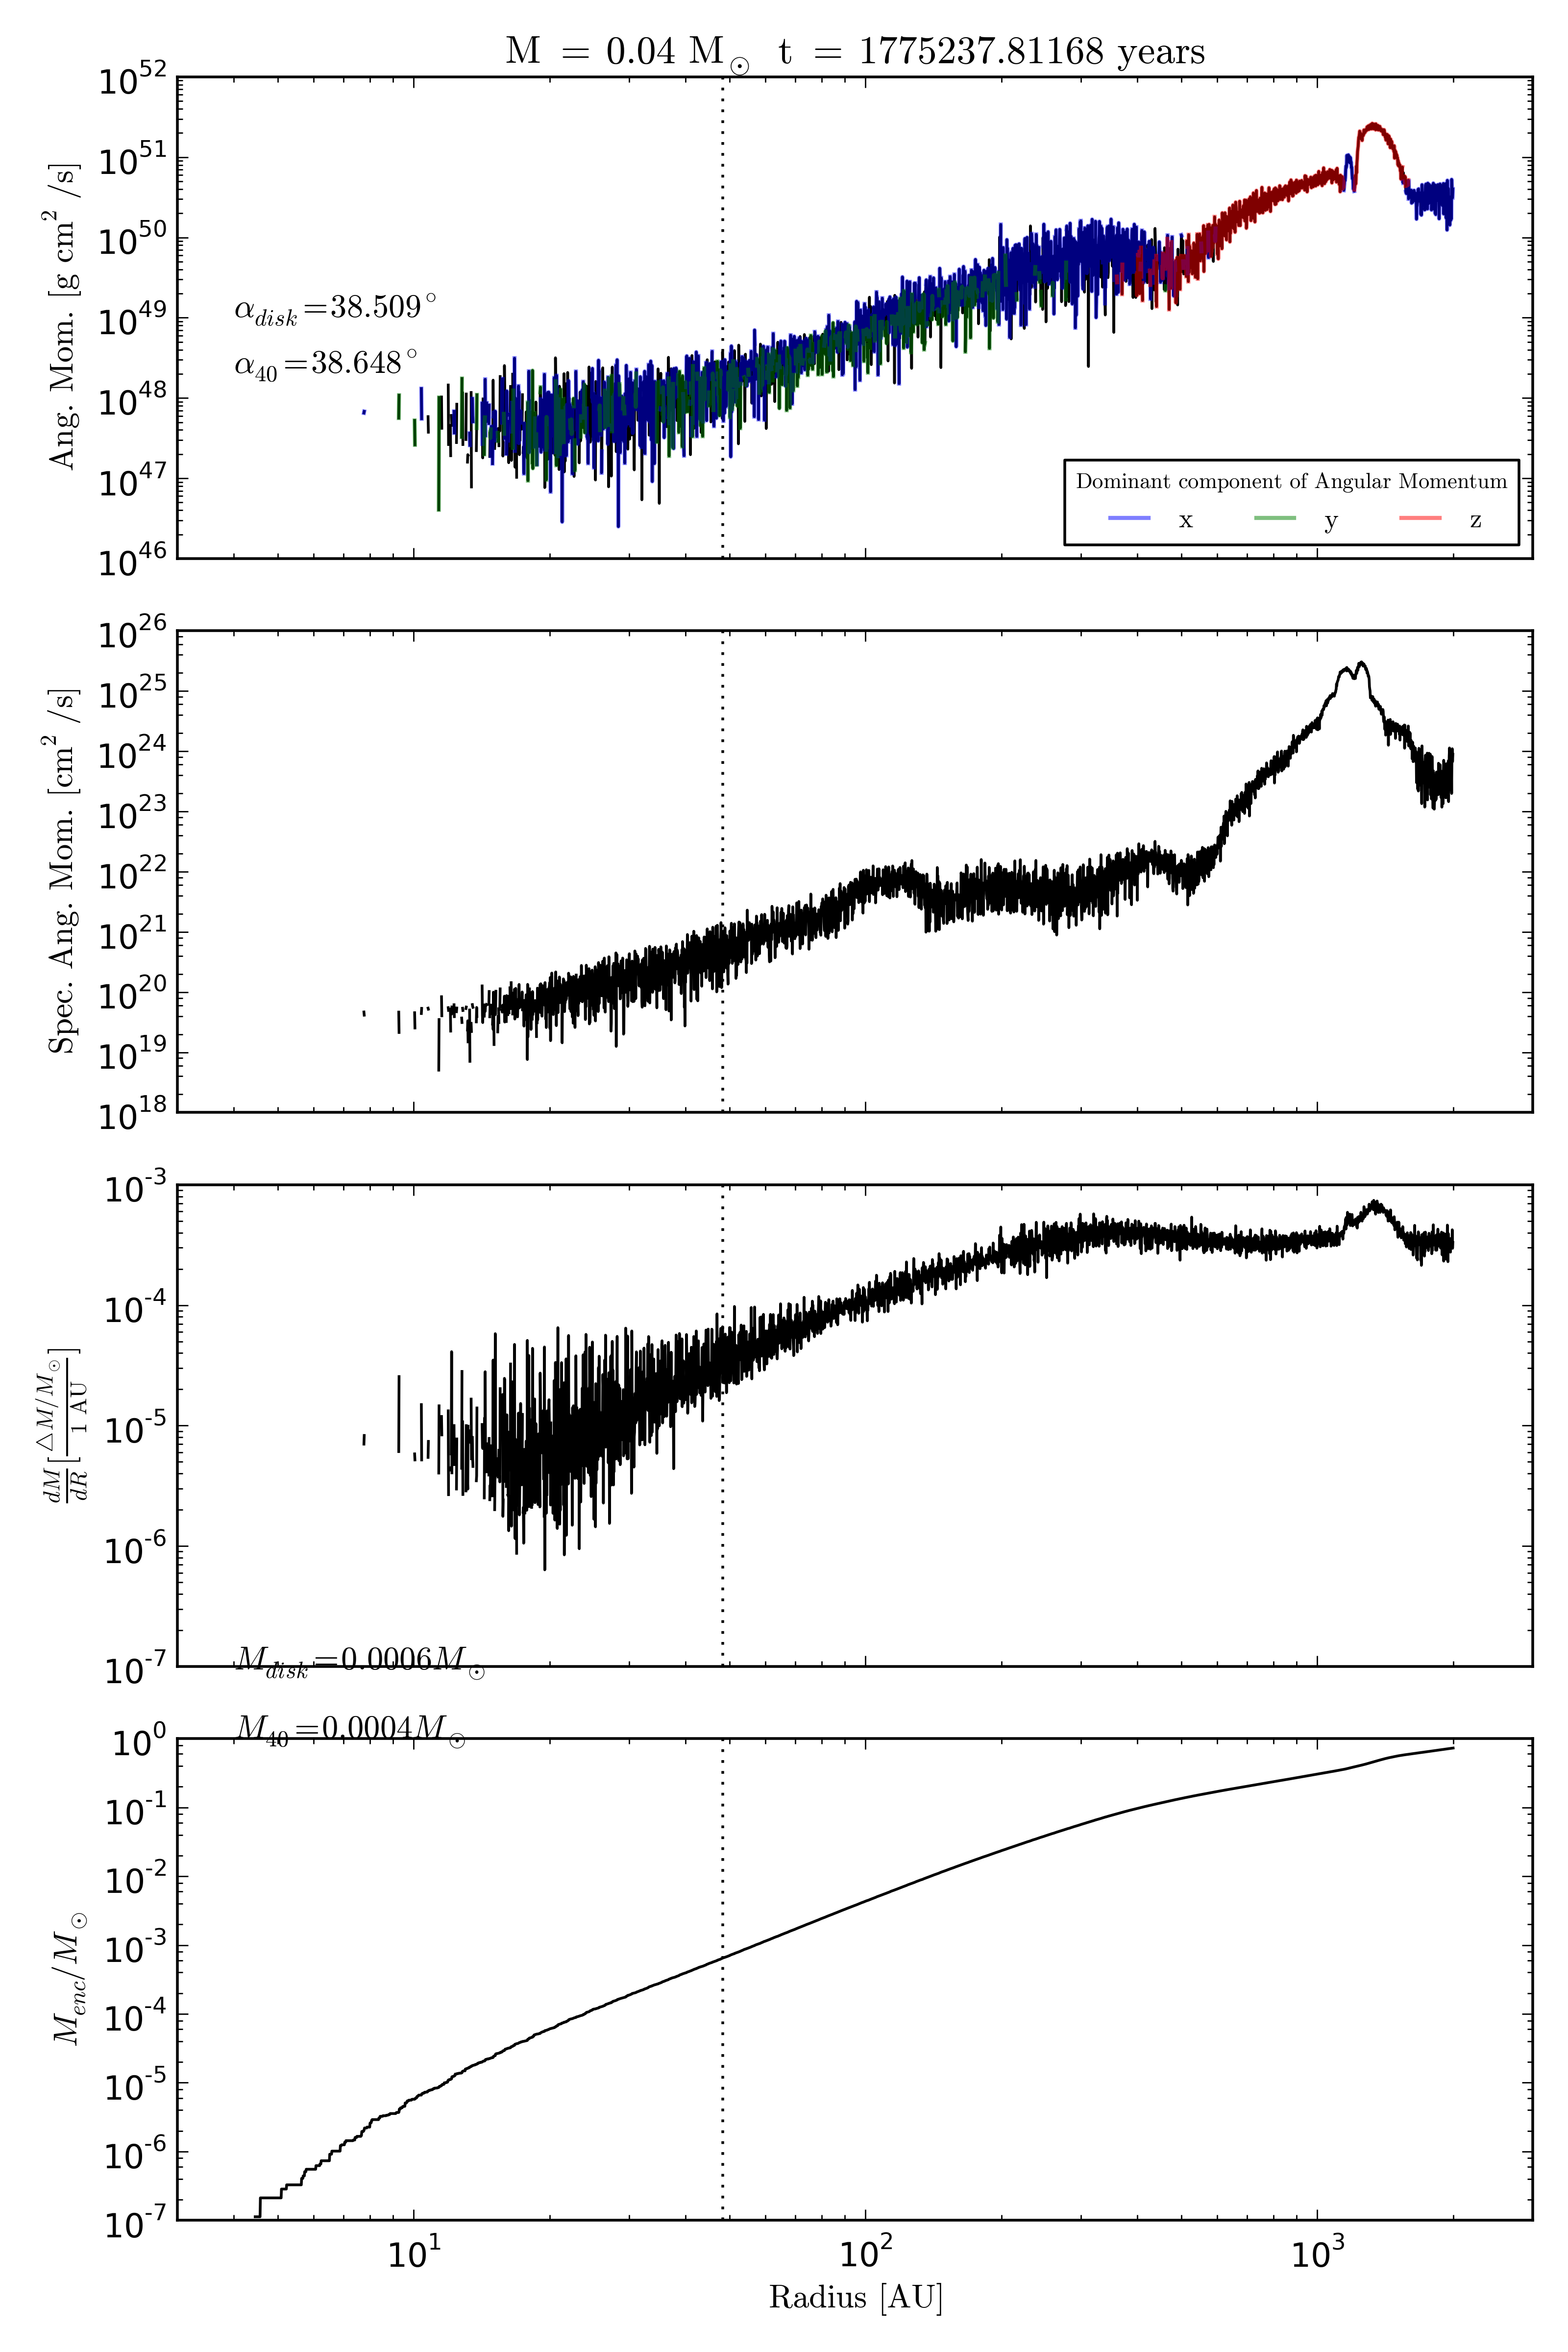 M = 0.04 M⊙ t = 1775237.81168 years
10^52
10^51
10^50
10^49
10^48
10^47
10^46
Ang. Mom. [g cm^2 /s]
α_disk=38.509°
α_40=38.648°
Dominant component of Angular Momentum
x y z
10^26
10^25
10^24
10^23
10^22
10^21
10^20
10^19
10^18
Spec. Ang. Mom. [cm^2 /s]
10^-3
10^-4
10^-5
10^-6
10^-7
dM/dR [△M/M⊙ / 1 AU]
M_disk=0.0006M⊙
M_40=0.0004M⊙
10^0
10^-1
10^-2
10^-3
10^-4
10^-5
10^-6
10^-7
M_enc/M⊙
10^1 10^2 10^3
Radius [AU]